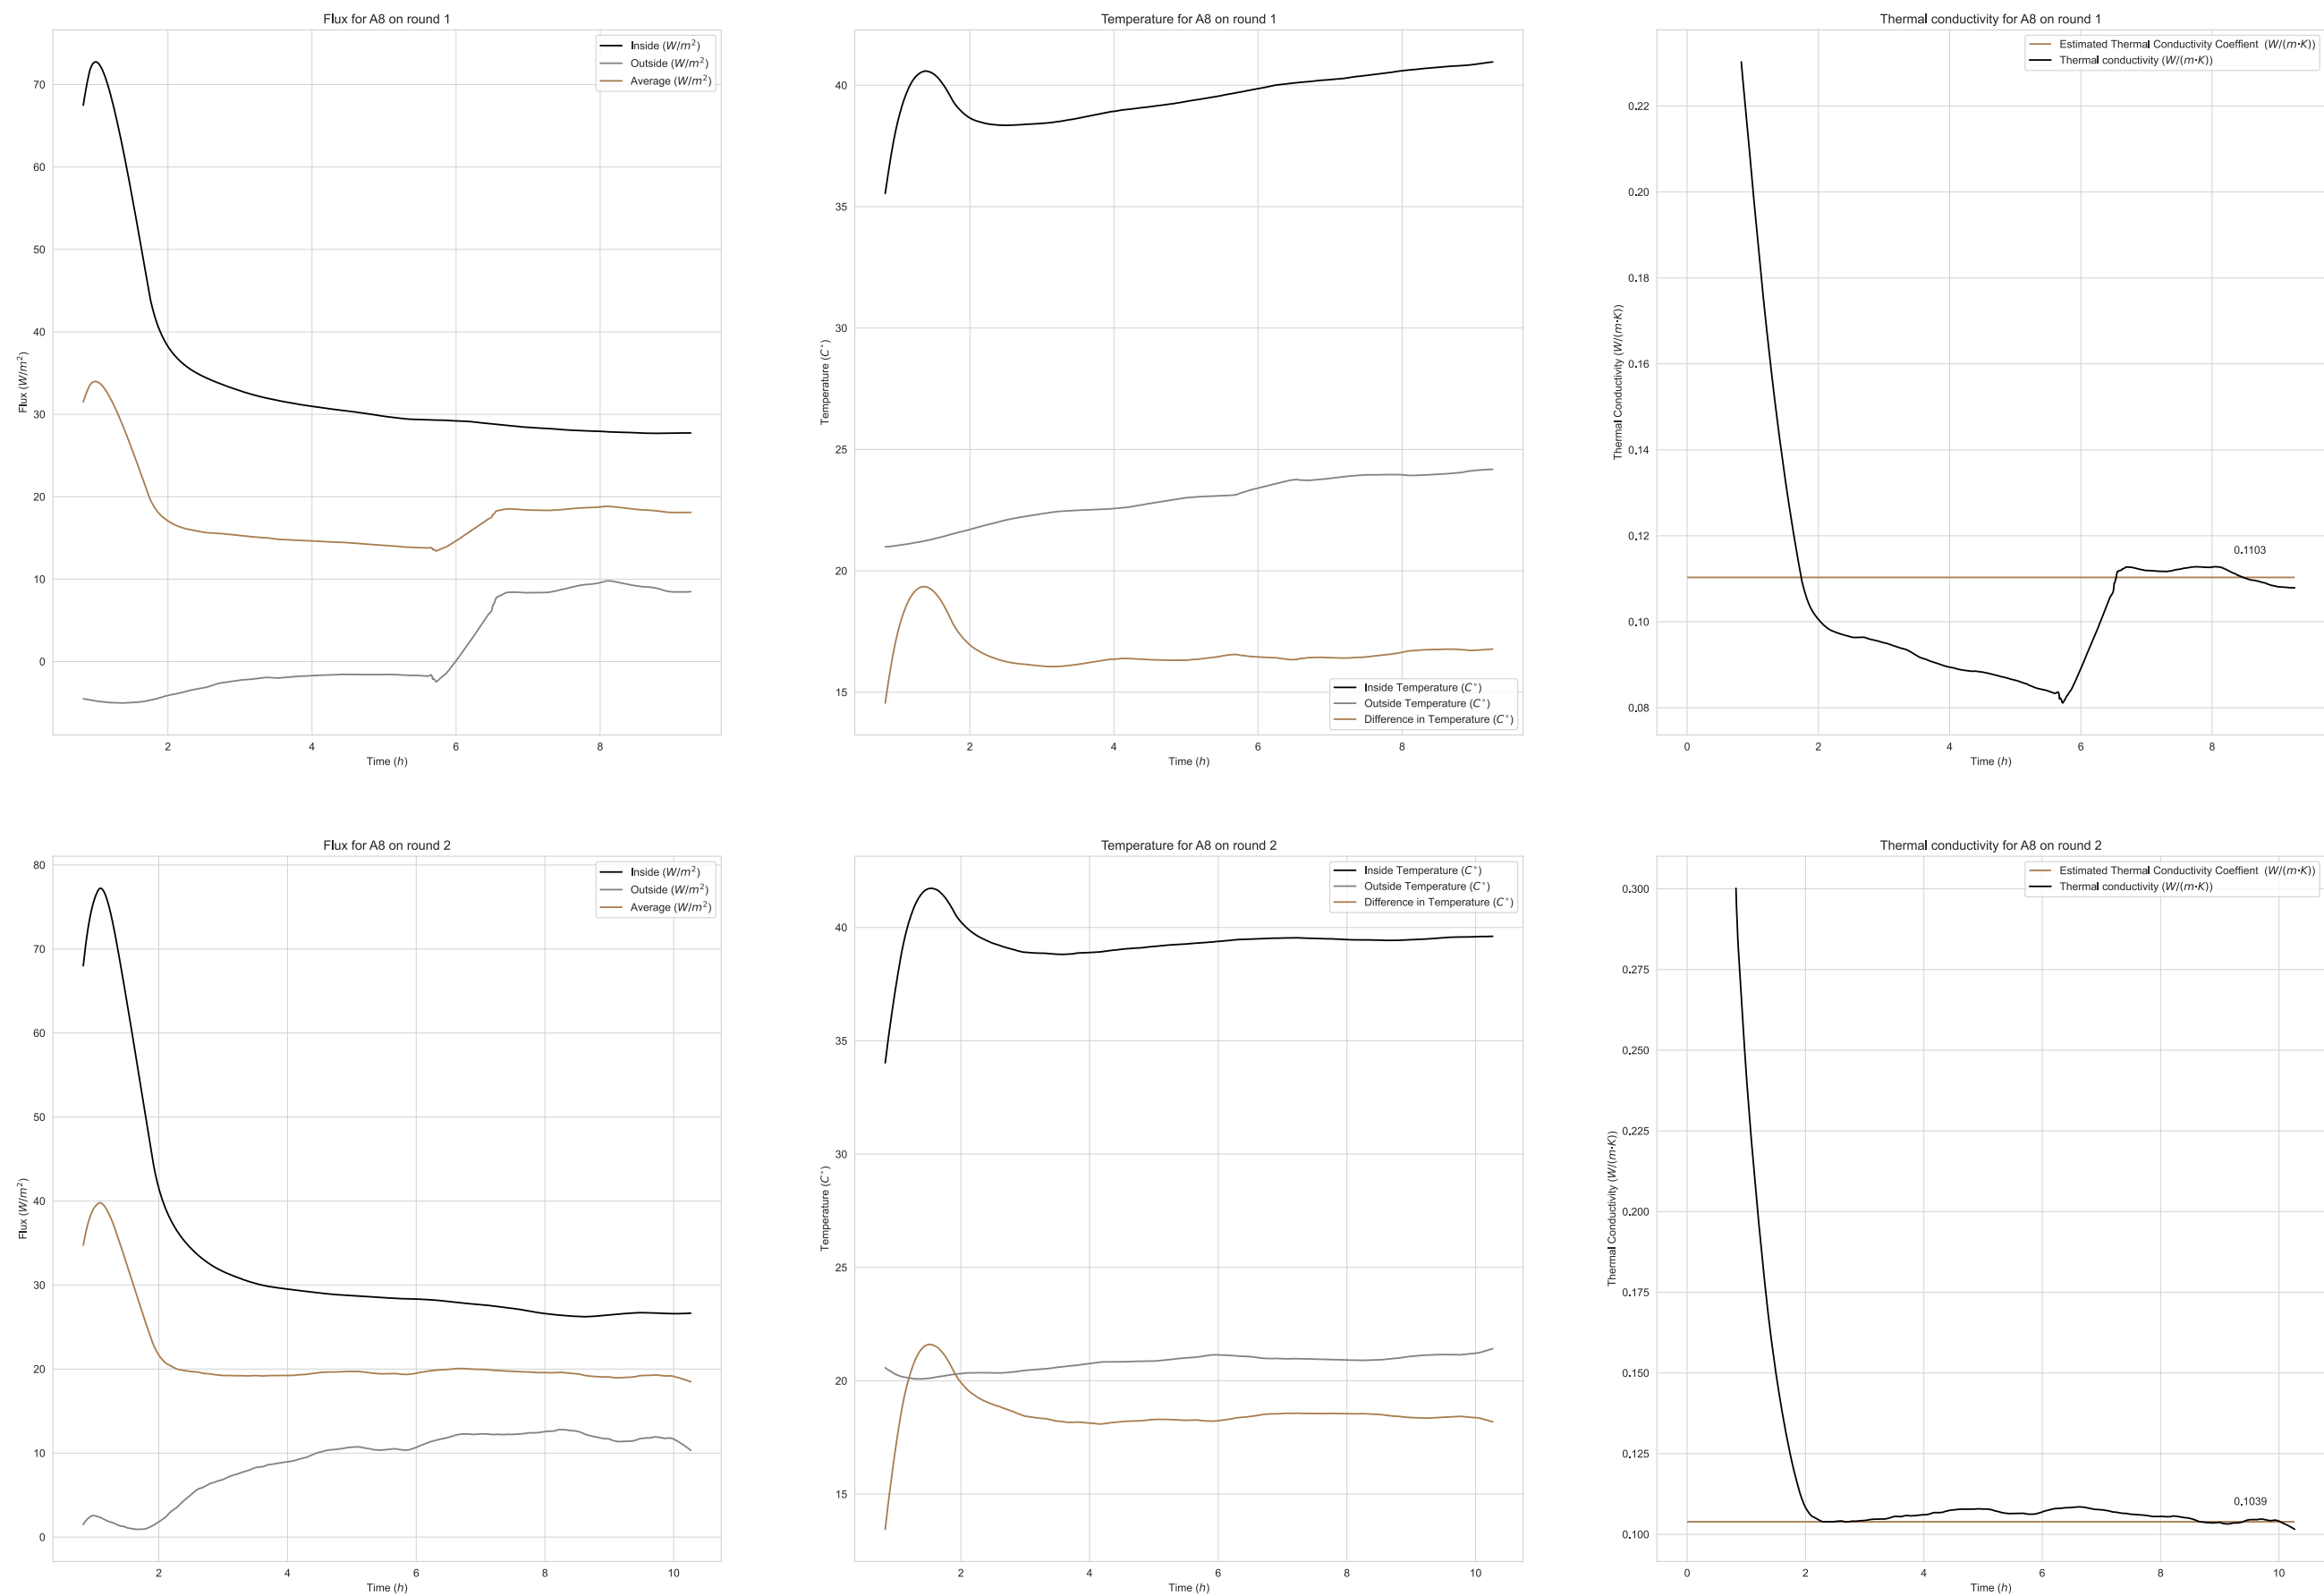 Flux for A8 on round 1
Inside (W/m²)
Outside (W/m²)
Average (W/m²)
70
60
50
40
30
20
10
0
Flux (W/m²)
2 4 6 8
Time (h)
Temperature for A8 on round 1
40
35
30
25
20
15
Temperature (C°)
Inside Temperature (C°)
Outside Temperature (C°)
Difference in Temperature (C°)
2 4 6 8
Time (h)
Thermal conductivity for A8 on round 1
Estimated Thermal Conductivity Coeffient (W/(m•K))
Thermal conductivity (W/(m•K))
0.22
0.20
0.18
0.16
0.14
0.12
0.10
0.08
Thermal Conductivity (W/(m•K))
0.1103
0 2 4 6 8
Time (h)
Flux for A8 on round 2
Inside (W/m²)
Outside (W/m²)
Average (W/m²)
80
70
60
50
40
30
20
10
0
Flux (W/m²)
2 4 6 8 10
Time (h)
Temperature for A8 on round 2
Inside Temperature (C°)
Outside Temperature (C°)
Difference in Temperature (C°)
40
35
30
25
20
15
Temperature (C°)
2 4 6 8 10
Time (h)
Thermal conductivity for A8 on round 2
Estimated Thermal Conductivity Coeffient (W/(m•K))
Thermal conductivity (W/(m•K))
0.300
0.275
0.250
0.225
0.200
0.175
0.150
0.125
0.100
Thermal Conductivity (W/(m•K))
0.1039
0 2 4 6 8 10
Time (h)